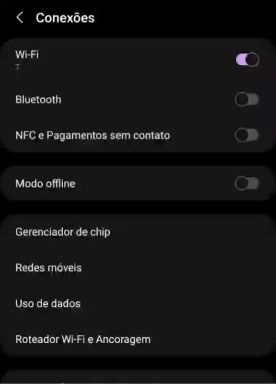 Conexões
Wi-Fi
T
Bluetooth
NFC e Pagamentos sem contato
Modo offline
Gerenciador de chip
Redes móveis
Uso de dados
Roteador Wi-Fi e Ancoragem